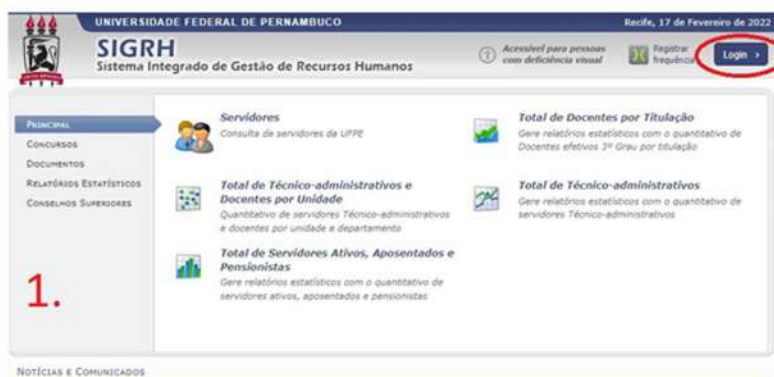 UNIVERSIDADE FEDERAL DE PERNAMBUCO
Recife, 17 de Fevereiro de 2022
SIGRH
Sistema Integrado de Gestão de Recursos Humanos
Acessível para pessoas
com deficiência visual
Registrar
frequência
Login >
PRINCIPAL
CONCURSOS
DOCUMENTOS
RELATÓRIOS ESTATÍSTICOS
CONSELHOS SUPERIORES
Servidores
Consulta de servidores da UFPE
Total de Docentes por Titulação
Gere relatórios estatísticos com o quantitativo de
Docentes efetivos 3º Grau por titulação
Total de Técnico-administrativos e
Docentes por Unidade
Quantitativo de servidores Técnico-administrativos
e docentes por unidade e departamento
Total de Técnico-administrativos
Gere relatórios estatísticos com o quantitativo de
servidores Técnico-administrativos
Total de Servidores Ativos, Aposentados e
Pensionistas
Gere relatórios estatísticos com o quantitativo de
servidores ativos, aposentados e pensionistas
1.
NOTÍCIAS E COMUNICADOS